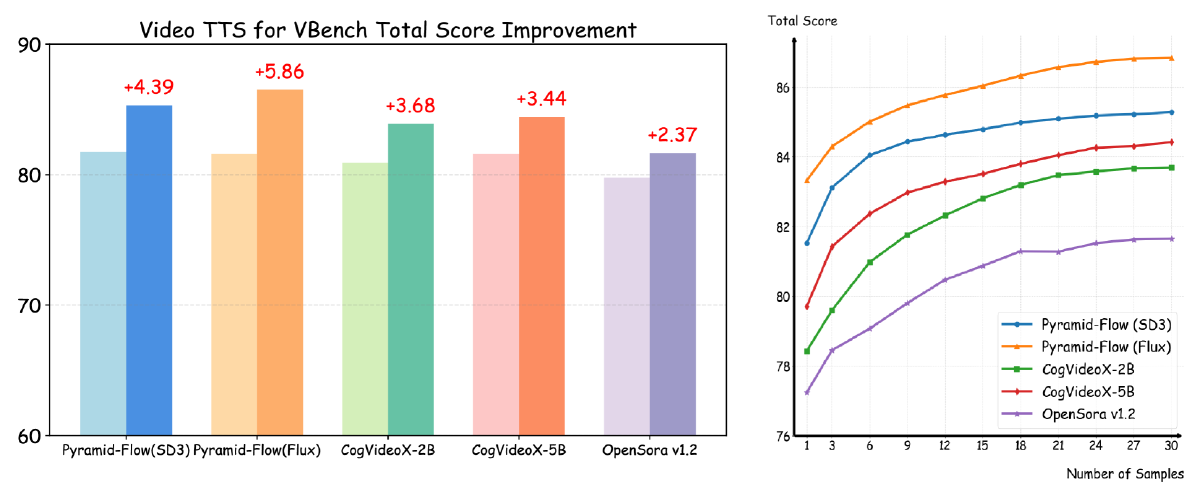 Video TTS for VBench Total Score Improvement
90
80
70
60
+4.39
+5.86
+3.68
+3.44
+2.37
Pyramid-Flow(SD3) Pyramid-Flow(Flux) CogVideoX-2B CogVideoX-5B OpenSora v1.2
Total Score
86
84
82
80
78
76
Pyramid-Flow (SD3)
Pyramid-Flow (Flux)
CogVideoX-2B
CogVideoX-5B
OpenSora v1.2
1 3 6 9 12 15 18 21 24 27 30
Number of Samples